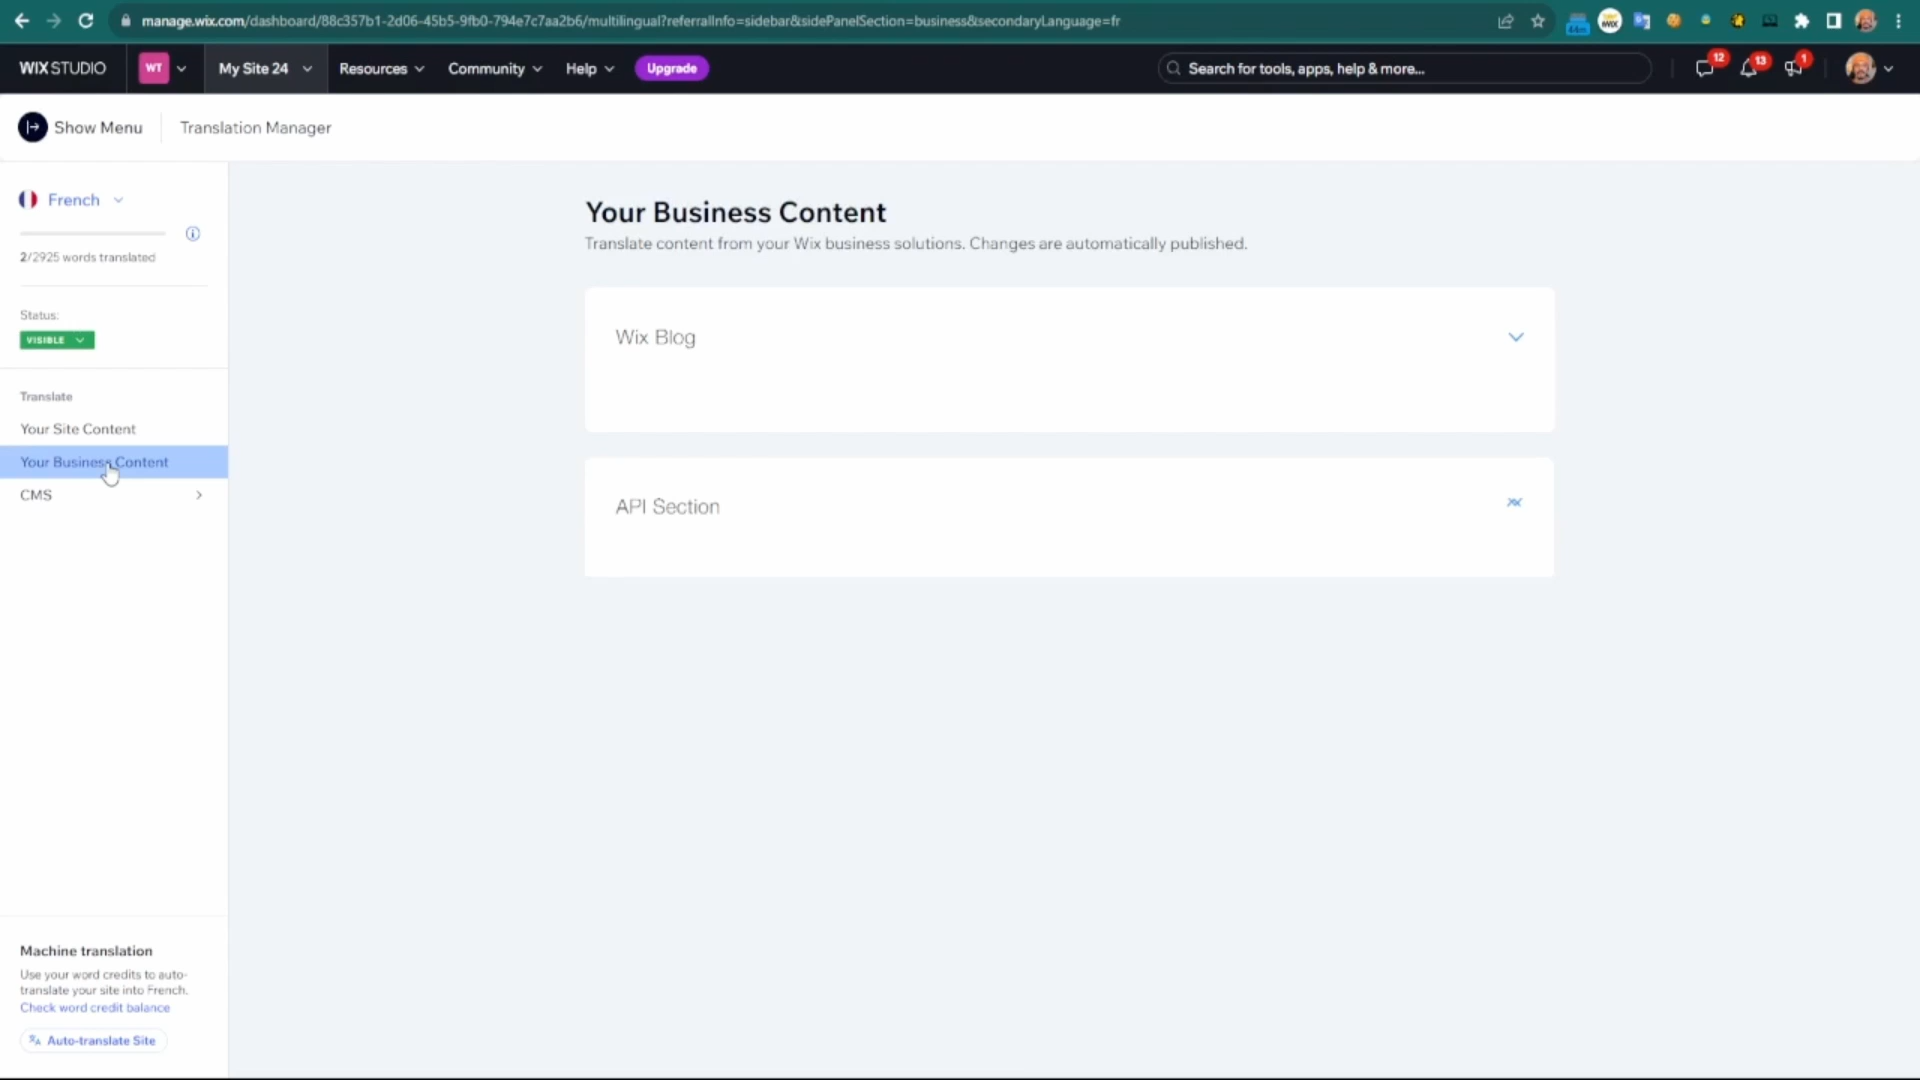 manage.wix.com/dashboard/88c357b1-2d06-45b5-9fb0-794e7c7aa2b6/multilingual?referralInfo=sidebar&sidePanelSection=business&secondaryLanguage=fr
WIX STUDIO
WT
My Site 24
Resources
Community
Help
Upgrade
Search for tools, apps, help & more...
12
13
1
Show Menu
Translation Manager
French
2/2925 words translated
Status:
VISIBLE
Translate
Your Site Content
Your Business Content
CMS
Your Business Content
Translate content from your Wix business solutions. Changes are automatically published.
Wix Blog
API Section
Machine translation
Use your word credits to auto-
translate your site into French.
Check word credit balance
Auto-translate Site